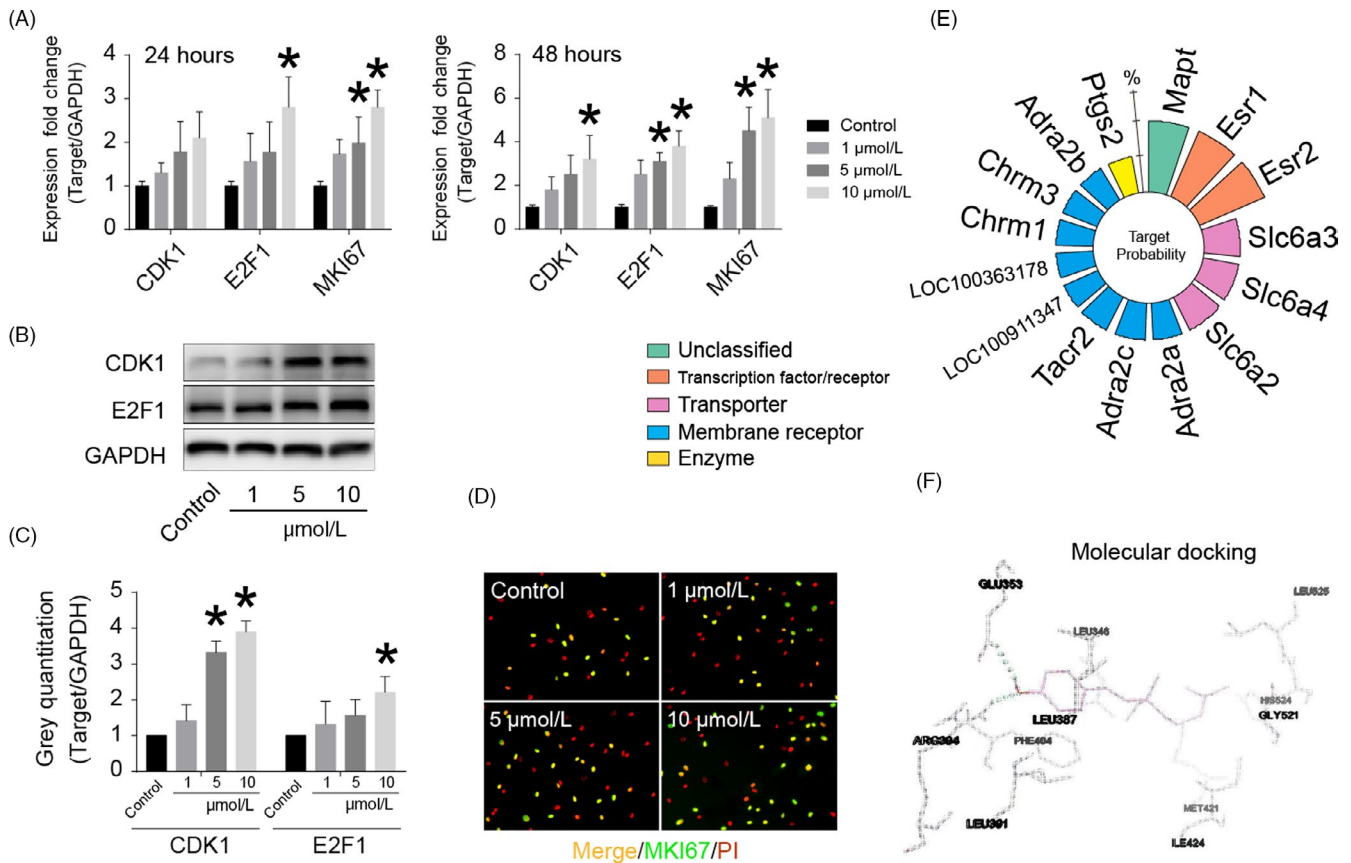 (A)
Expression fold change
(Target/GAPDH)
24 hours
4
3
2
1
0
*
*
*
CDK1
E2F1
MKI67
Expression fold change
(Target/GAPDH)
48 hours
8
6
4
2
0
*
*
*
*
*
CDK1
E2F1
MKI67
Control
1 µmol/L
5 µmol/L
10 µmol/L
(B)
CDK1
E2F1
GAPDH
Control
1
5
10
µmol/L
(C)
Grey quantitation
(Target/GAPDH)
5
4
3
2
1
0
*
*
*
Control
1
5
10
µmol/L
CDK1
Control
1
5
10
µmol/L
E2F1
Unclassified
Transcription factor/receptor
Transporter
Membrane receptor
Enzyme
(D)
Control
1 µmol/L
5 µmol/L
10 µmol/L
Merge/MKI67/PI
(E)
%
Mapt
Esr1
Esr2
Slc6a3
Slc6a4
Slc6a2
Adra2a
Adra2c
Tacr2
LOC100911347
LOC100363178
Chrm1
Chrm3
Adra2b
Ptgs2
Target
Probability
(F)
Molecular docking
GLU353
LEU525
LEU346
HIS524
GLY521
LEU387
ARG394
PHE404
MET421
LEU391
ILE424